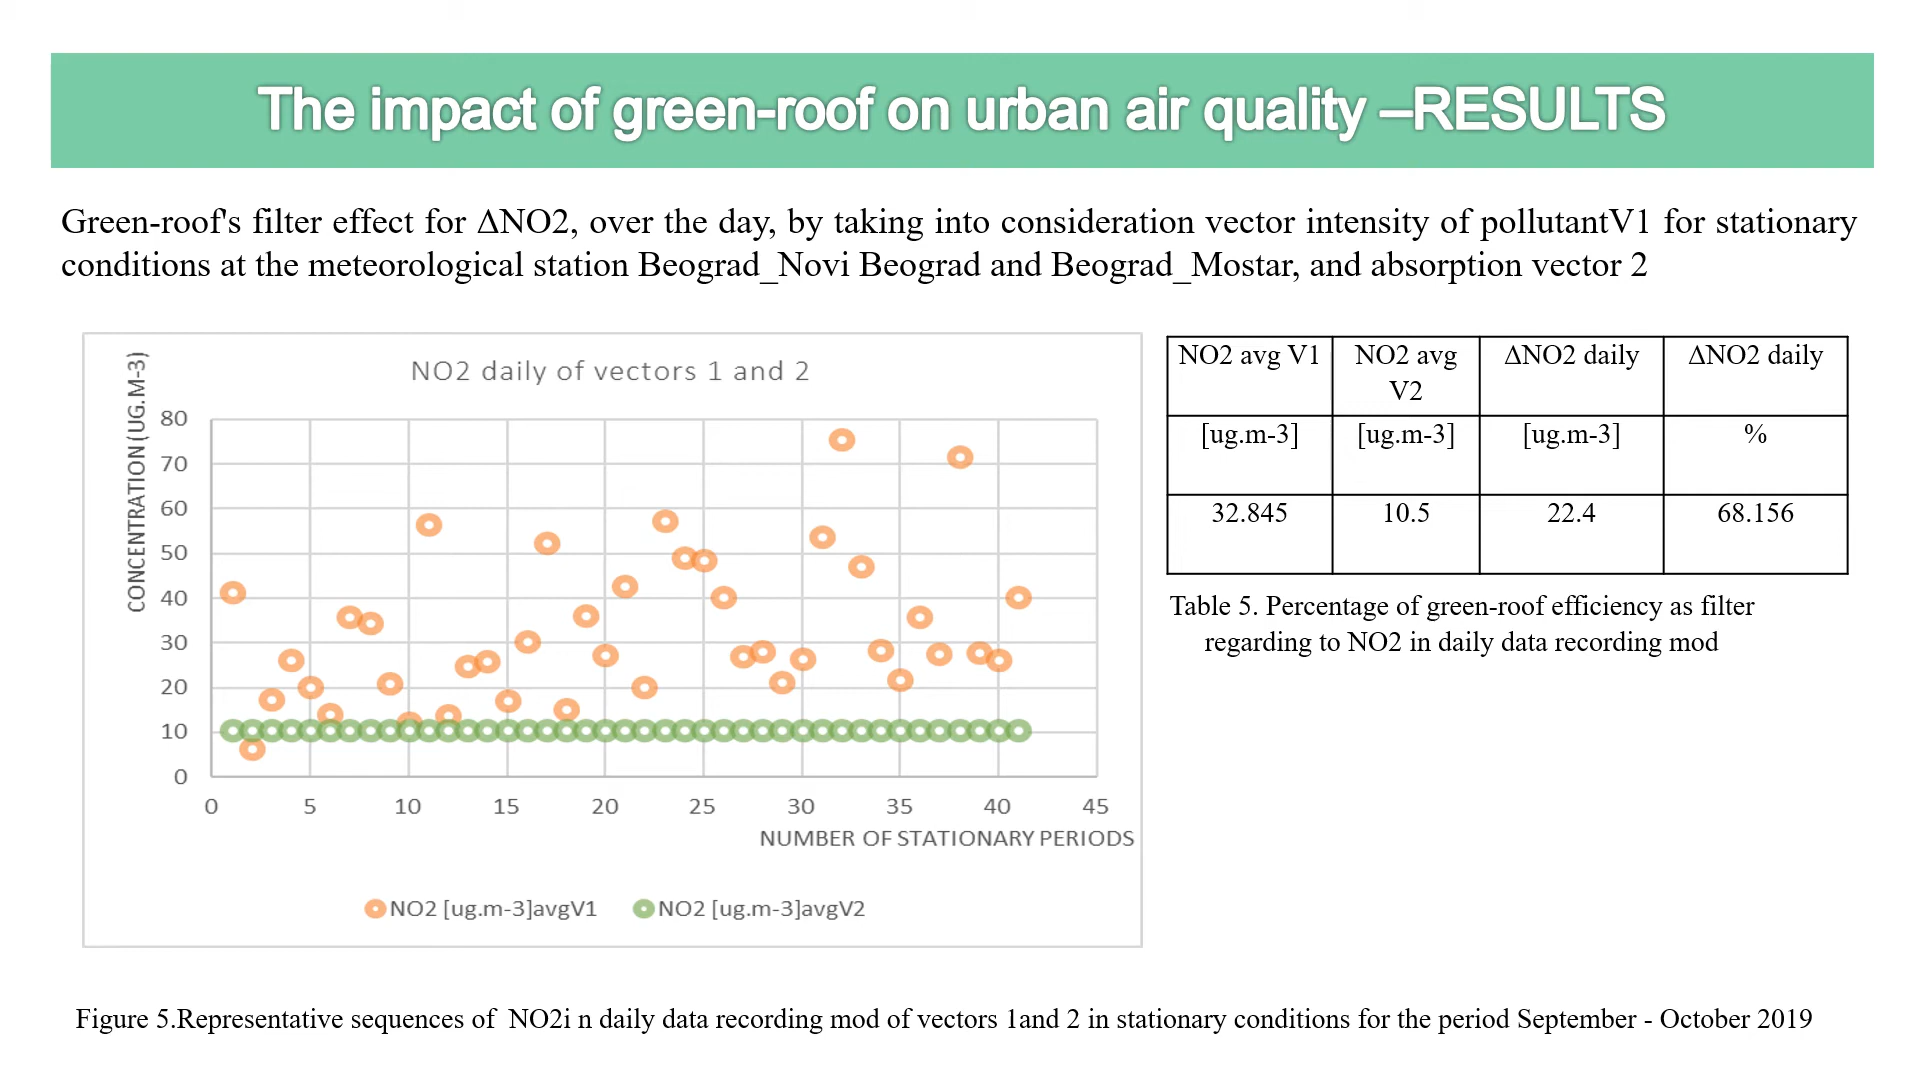 The impact of green-roof on urban air quality –RESULTS
Green-roof's filter effect for ΔNO2, over the day, by taking into consideration vector intensity of pollutantV1 for stationary
conditions at the meteorological station Beograd_Novi Beograd and Beograd_Mostar, and absorption vector 2
NO2 daily of vectors 1 and 2
CONCENTRATION (UG.M-3)
80
70
60
50
40
30
20
10
0
0 5 10 15 20 25 30 35 40 45
NUMBER OF STATIONARY PERIODS
NO2 [ug.m-3]avgV1 NO2 [ug.m-3]avgV2
NO2 avg V1 NO2 avg V2 ΔNO2 daily ΔNO2 daily
[ug.m-3] [ug.m-3] [ug.m-3] %
32.845 10.5 22.4 68.156
Table 5. Percentage of green-roof efficiency as filter
regarding to NO2 in daily data recording mod
Figure 5.Representative sequences of NO2i n daily data recording mod of vectors 1and 2 in stationary conditions for the period September - October 2019